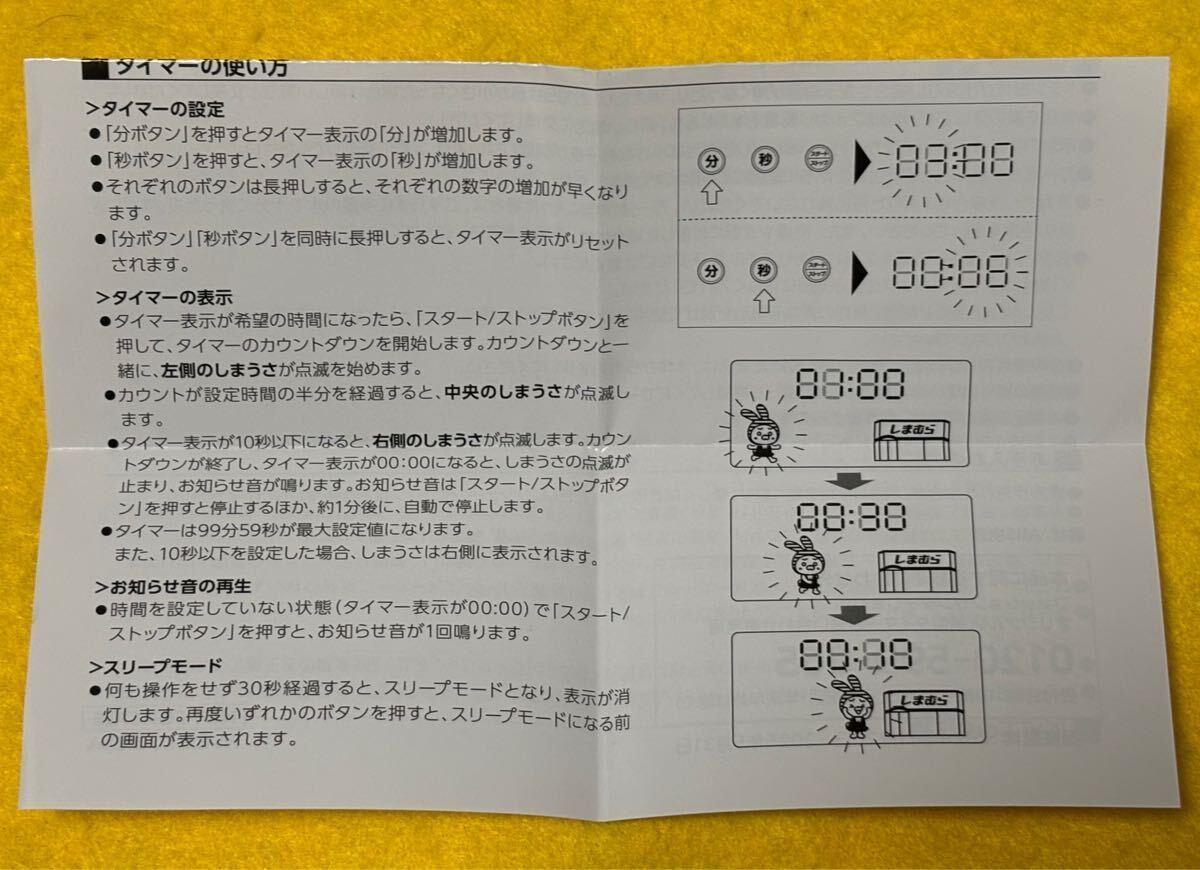 タイマーの使い方
>タイマーの設定
●「分ボタン」を押すとタイマー表示の「分」が増加します。
●「秒ボタン」を押すと、タイマー表示の「秒」が増加します。
●それぞれのボタンは長押しすると、それぞれの数字の増加が早くなり
ます。
●「分ボタン」「秒ボタン」を同時に長押しすると、タイマー表示がリセット
されます。
>タイマーの表示
●タイマー表示が希望の時間になったら、「スタート/ストップボタン」を
押して、タイマーのカウントダウンを開始します。カウントダウンと一
緒に、左側のしまうさが点滅を始めます。
●カウントが設定時間の半分を経過すると、中央のしまうさが点滅し
ます。
●タイマー表示が10秒以下になると、右側のしまうさが点滅します。カウン
トダウンが終了し、タイマー表示が00:00になると、しまうさの点滅が
止まり、お知らせ音が鳴ります。お知らせ音は「スタート/ストップボタ
ン」を押すと停止するほか、約1分後に、自動で停止します。
●タイマーは99分59秒が最大設定値になります。
また、10秒以下を設定した場合、しまうさは右側に表示されます。
>お知らせ音の再生
●時間を設定していない状態(タイマー表示が00:00)で「スタート/
ストップボタン」を押すと、お知らせ音が1回鳴ります。
>スリープモード
●何も操作をせず30秒経過すると、スリープモードとなり、表示が消
灯します。再度いずれかのボタンを押すと、スリープモードになる前
の画面が表示されます。
分 秒 スタート ストップ
分 秒 スタート ストップ
しまむら
しまむら
しまむら